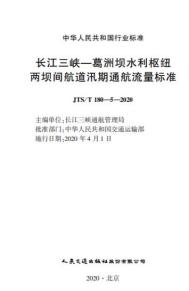 中华人民共和国行业标准
长江三峡—葛洲坝水利枢纽
两坝间航道汛期通航流量标准
JTS/T 180—5—2020
主编单位:长江三峡通航管理局
批准部门:中华人民共和国交通运输部
施行日期:2020年4月1日
人民交通出版社股份有限公司
2020·北京